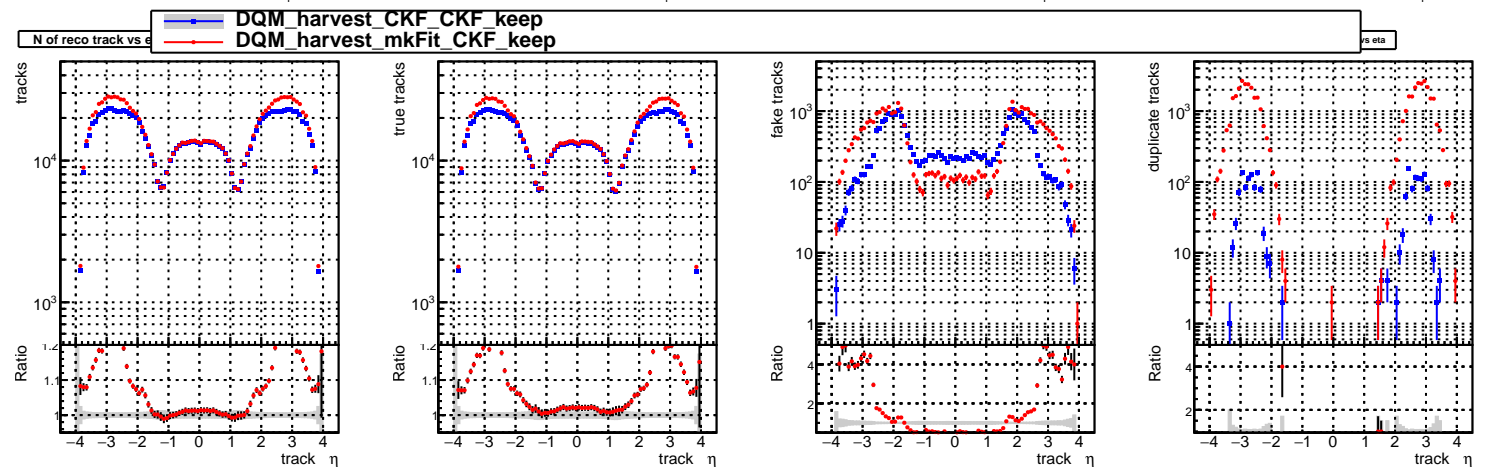 DQM_harvest_CKF_CKF_keep
DQM_harvest_mkFit_CKF_keep
N of reco track vs e
vs eta
tracks
10^4
10^3
Ratio
1.2
1.1
1
−4 −3 −2 −1 0 1 2 3 4
track η
true tracks
10^4
10^3
Ratio
1.2
1.1
1
−4 −3 −2 −1 0 1 2 3 4
track η
fake tracks
10^3
10^2
10
1
Ratio
4
2
−4 −3 −2 −1 0 1 2 3 4
track η
duplicate tracks
10^3
10^2
10
1
Ratio
4
2
−4 −3 −2 −1 0 1 2 3 4
track η